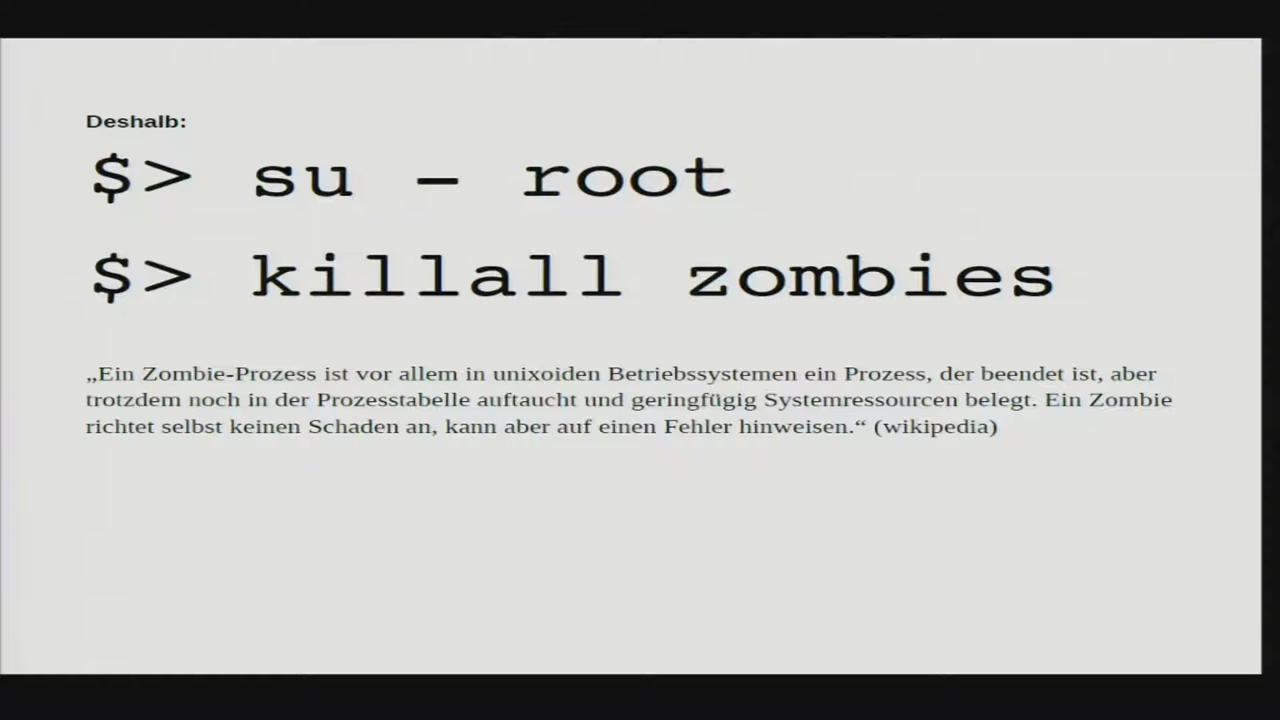 Deshalb:
$> su - root
$> killall zombies
„Ein Zombie-Prozess ist vor allem in unixoiden Betriebssystemen ein Prozess, der beendet ist, aber
trotzdem noch in der Prozesstabelle auftaucht und geringfügig Systemressourcen belegt. Ein Zombie
richtet selbst keinen Schaden an, kann aber auf einen Fehler hinweisen.“ (wikipedia)